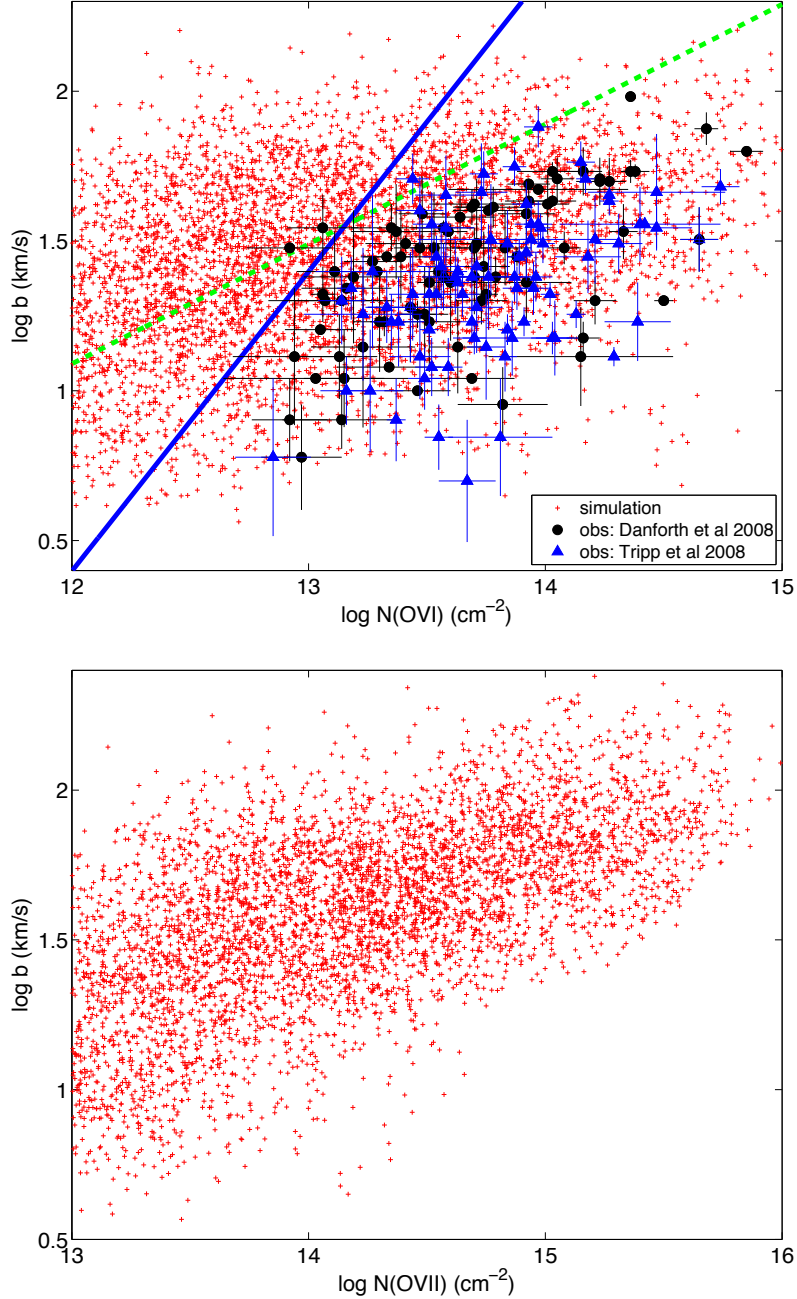 2
1.5
1
0.5
log b (km/s)
simulation
obs: Danforth et al 2008
obs: Tripp et al 2008
12 13 14 15
log N(OVI) (cm⁻²)
2
1.5
1
0.5
log b (km/s)
13 14 15 16
log N(OVII) (cm⁻²)